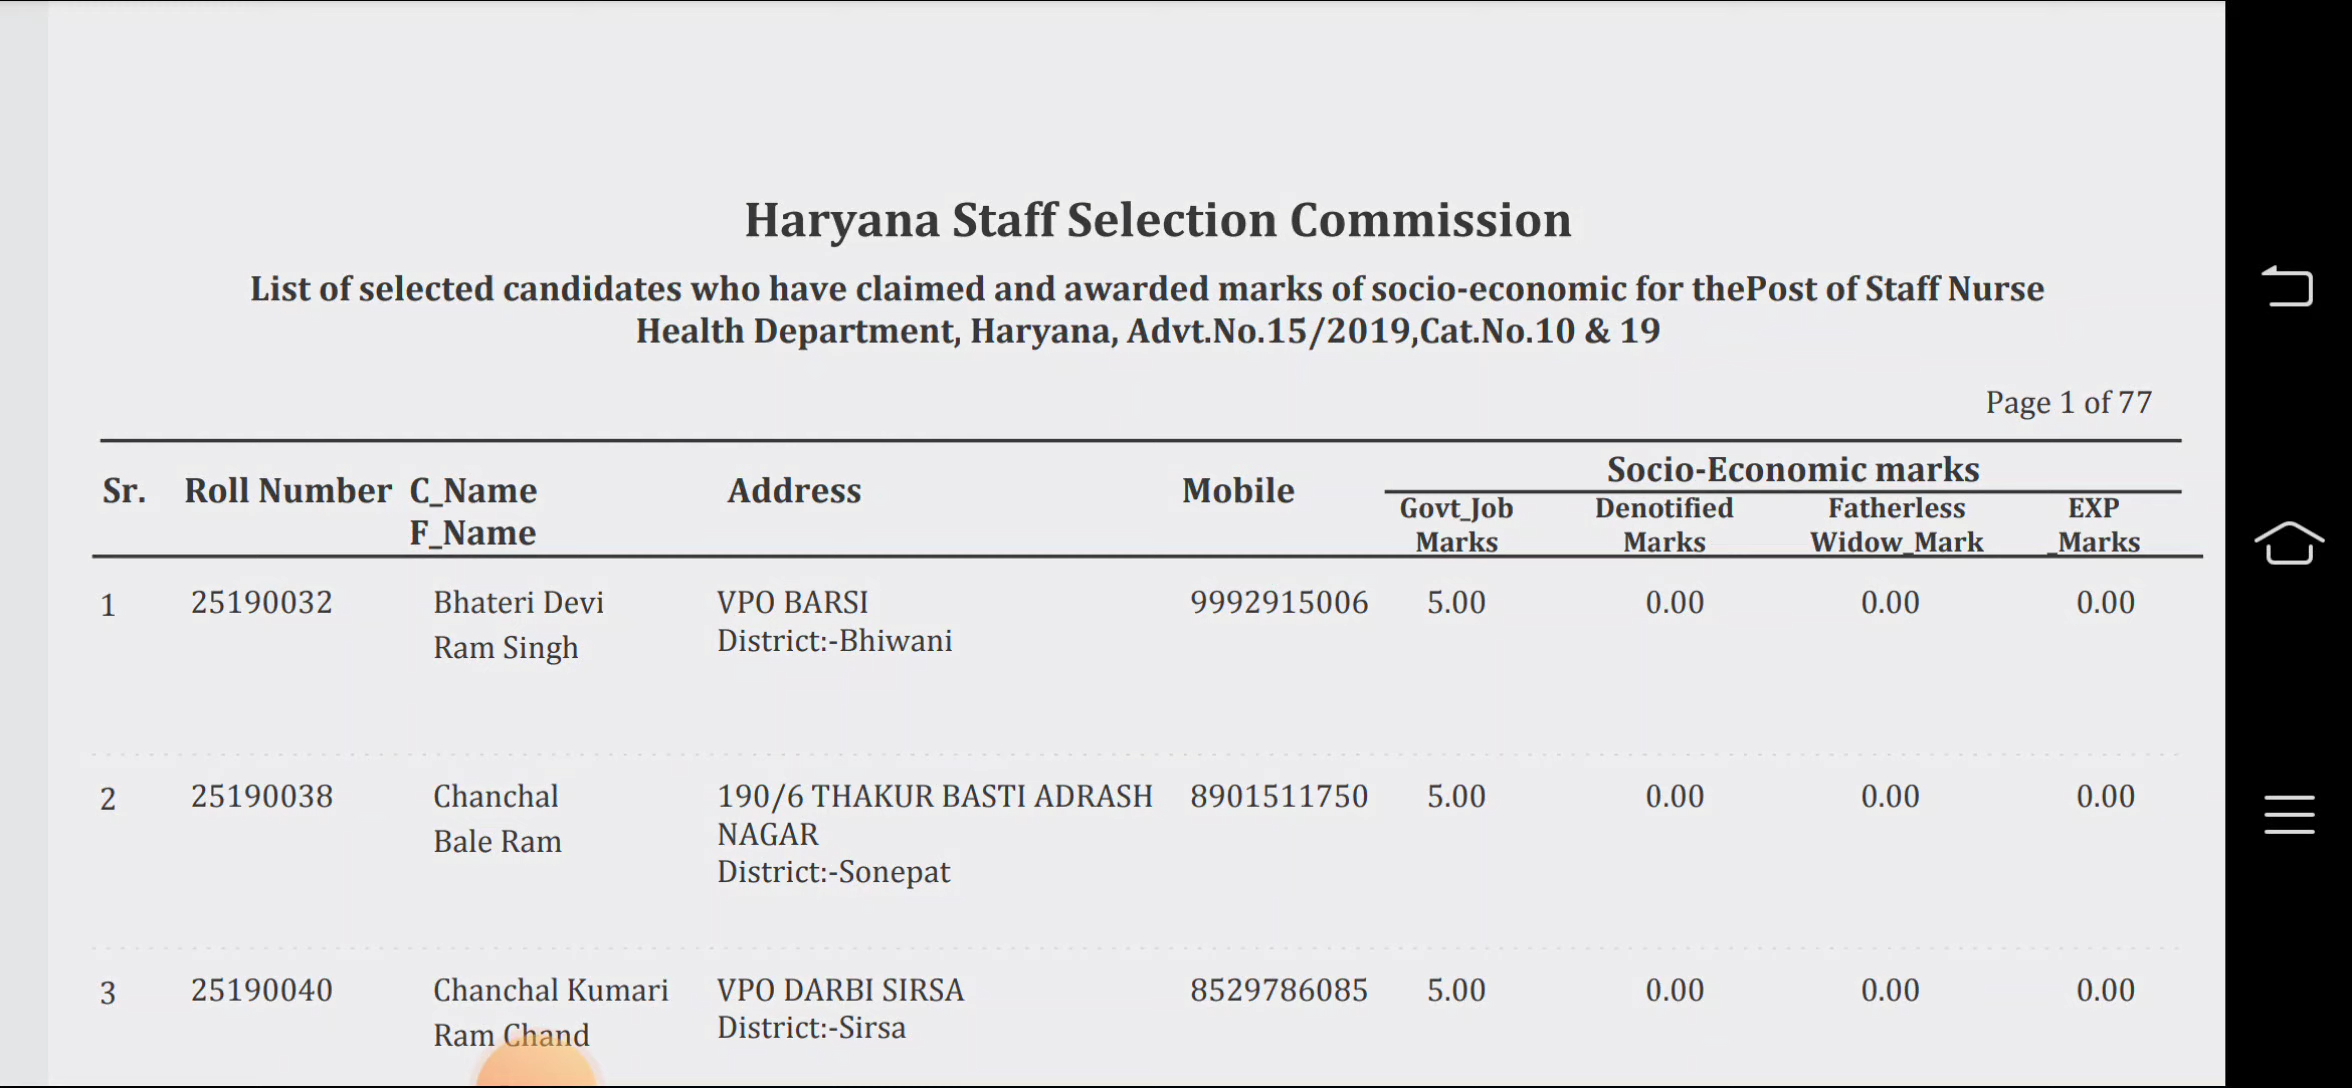 Haryana Staff Selection Commission
List of selected candidates who have claimed and awarded marks of socio-economic for thePost of Staff Nurse
Health Department, Haryana, Advt.No.15/2019,Cat.No.10 & 19
Page 1 of 77
Socio-Economic marks
Sr. Roll Number C_Name Address Mobile
F_Name
Govt_Job Denotified Fatherless EXP
Marks Marks Widow_Mark _Marks
1 25190032 Bhateri Devi VPO BARSI 9992915006 5.00 0.00 0.00 0.00
Ram Singh District:-Bhiwani
2 25190038 Chanchal 190/6 THAKUR BASTI ADRASH 8901511750 5.00 0.00 0.00 0.00
Bale Ram NAGAR
District:-Sonepat
3 25190040 Chanchal Kumari VPO DARBI SIRSA 8529786085 5.00 0.00 0.00 0.00
Ram Chand District:-Sirsa